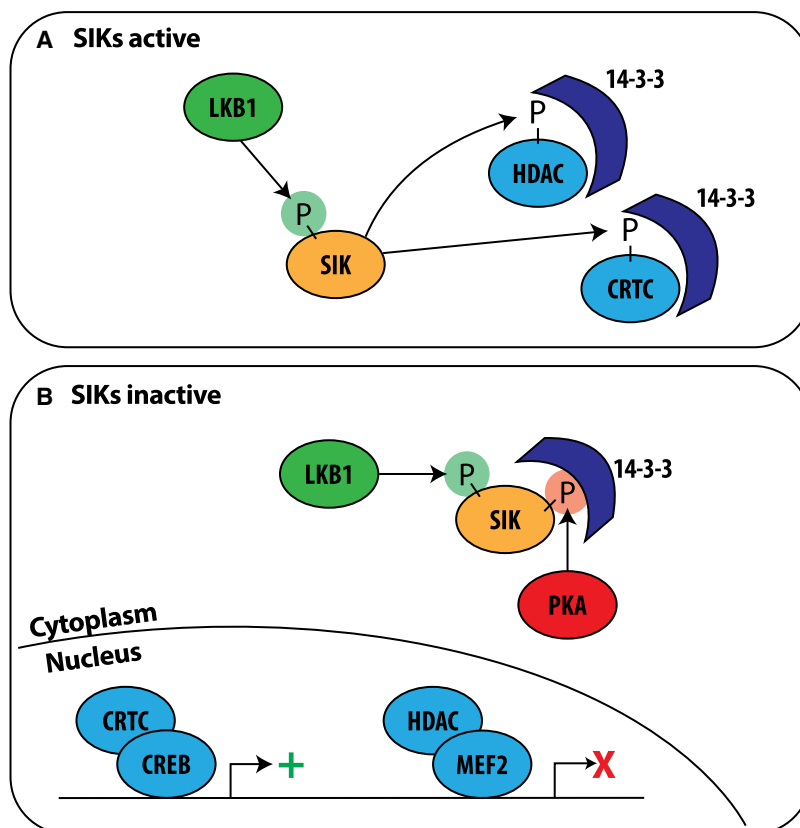 A SIKs active
LKB1
P
SIK
P
HDAC
14-3-3
P
CRTC
14-3-3
B SIKs inactive
LKB1
P
SIK
P
14-3-3
PKA
Cytoplasm
Nucleus
CRTC
CREB
+
HDAC
MEF2
X